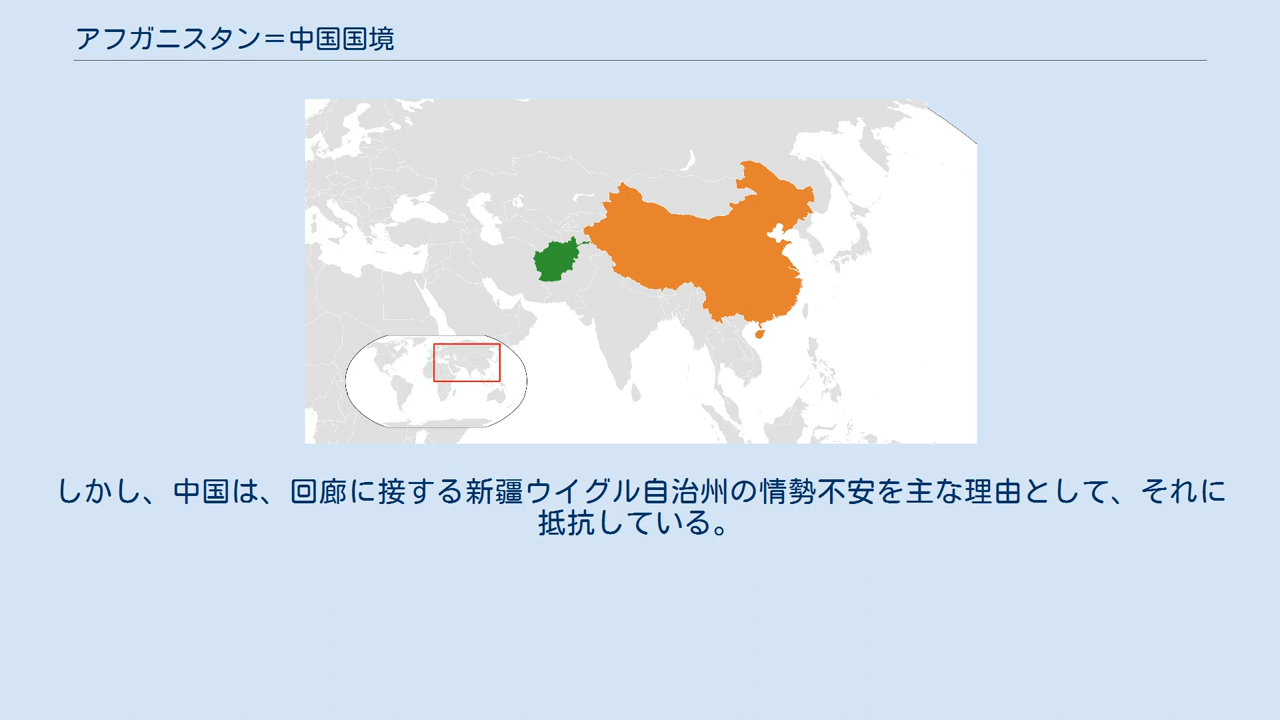 アフガニスタン＝中国国境
しかし、中国は、回廊に接する新疆ウイグル自治州の情勢不安を主な理由として、それに
抵抗している。